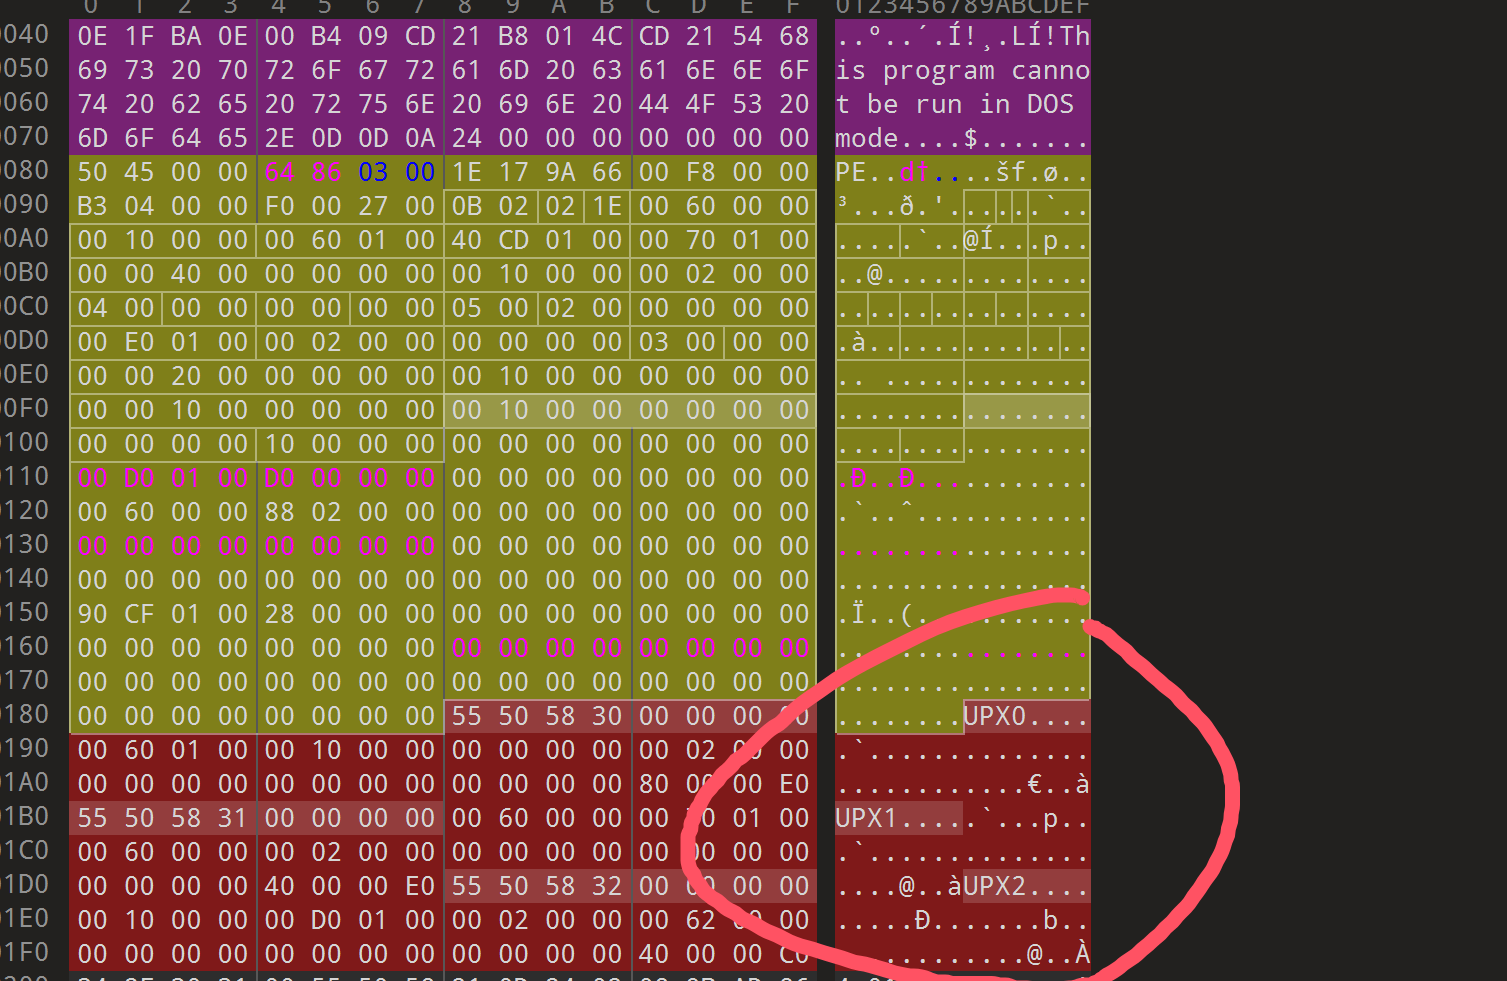 0 1 2 3 4 5 6 7 8 9 A B C D E F 0123456789ABCDEF
0040 0E 1F BA 0E 00 B4 09 CD 21 B8 01 4C CD 21 54 68 ..º..´.Í!¸.LÍ!Th
0050 69 73 20 70 72 6F 67 72 61 6D 20 63 61 6E 6E 6F is program canno
0060 74 20 62 65 20 72 75 6E 20 69 6E 20 44 4F 53 20 t be run in DOS
0070 6D 6F 64 65 2E 0D 0D 0A 24 00 00 00 00 00 00 00 mode....$.......
0080 50 45 00 00 64 86 03 00 1E 17 9A 66 00 F8 00 00 PE..d†....šf.ø..
0090 B3 04 00 00 F0 00 27 00 0B 02 02 1E 00 60 00 00 ³...ð.'......`..
00A0 00 10 00 00 00 60 01 00 40 CD 01 00 00 70 01 00 .....`..@Í...p..
00B0 00 00 40 00 00 00 00 00 00 10 00 00 00 02 00 00 ..@.............
00C0 04 00 00 00 00 00 00 00 05 00 02 00 00 00 00 00 ................
00D0 00 E0 01 00 00 02 00 00 00 00 00 00 03 00 00 00 .à..............
00E0 00 00 20 00 00 00 00 00 00 10 00 00 00 00 00 00 .. .............
00F0 00 00 10 00 00 00 00 00 00 10 00 00 00 00 00 00 ................
0100 00 00 00 00 10 00 00 00 00 00 00 00 00 00 00 00 ................
0110 00 D0 01 00 D0 00 00 00 00 00 00 00 00 00 00 00 .Ð..Ð...........
0120 00 60 00 00 88 02 00 00 00 00 00 00 00 00 00 00 .`..ˆ...........
0130 00 00 00 00 00 00 00 00 00 00 00 00 00 00 00 00 ................
0140 00 00 00 00 00 00 00 00 00 00 00 00 00 00 00 00 ................
0150 90 CF 01 00 28 00 00 00 00 00 00 00 00 00 00 00 .Ï..(...........
0160 00 00 00 00 00 00 00 00 00 00 00 00 00 00 00 00 ................
0170 00 00 00 00 00 00 00 00 00 00 00 00 00 00 00 00 ................
0180 00 00 00 00 00 00 00 00 55 50 58 30 00 00 00 00 ........UPX0....
0190 00 60 01 00 00 10 00 00 00 00 00 00 00 02 00 00 .`..............
01A0 00 00 00 00 00 00 00 00 00 00 00 00 80 00 00 E0 ............€..à
01B0 55 50 58 31 00 00 00 00 00 60 00 00 00 70 01 00 UPX1.....`...p..
01C0 00 60 00 00 00 02 00 00 00 00 00 00 00 00 00 00 .`..............
01D0 00 00 00 00 40 00 00 E0 55 50 58 32 00 00 00 00 ....@..àUPX2....
01E0 00 10 00 00 00 D0 01 00 00 02 00 00 00 62 00 00 .....Ð.......b..
01F0 00 00 00 00 00 00 00 00 00 00 00 00 40 00 00 C0 ............@..À